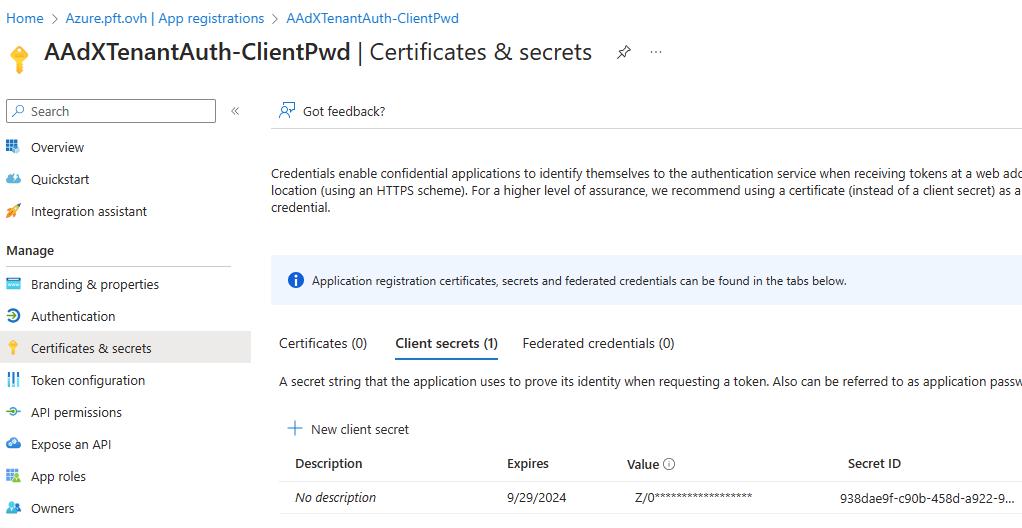 Home > Azure.pft.ovh | App registrations > AAdXTenantAuth-ClientPwd
AAdXTenantAuth-ClientPwd | Certificates & secrets
Search
Got feedback?
Overview
Quickstart
Integration assistant
Manage
Branding & properties
Authentication
Certificates & secrets
Token configuration
API permissions
Expose an API
App roles
Owners
Credentials enable confidential applications to identify themselves to the authentication service when receiving tokens at a web add
location (using an HTTPS scheme). For a higher level of assurance, we recommend using a certificate (instead of a client secret) as a
credential.
Application registration certificates, secrets and federated credentials can be found in the tabs below.
Certificates (0) Client secrets (1) Federated credentials (0)
A secret string that the application uses to prove its identity when requesting a token. Also can be referred to as application passw
New client secret
Description Expires Value Secret ID
No description 9/29/2024 Z/0****************** 938dae9f-c90b-458d-a922-9...